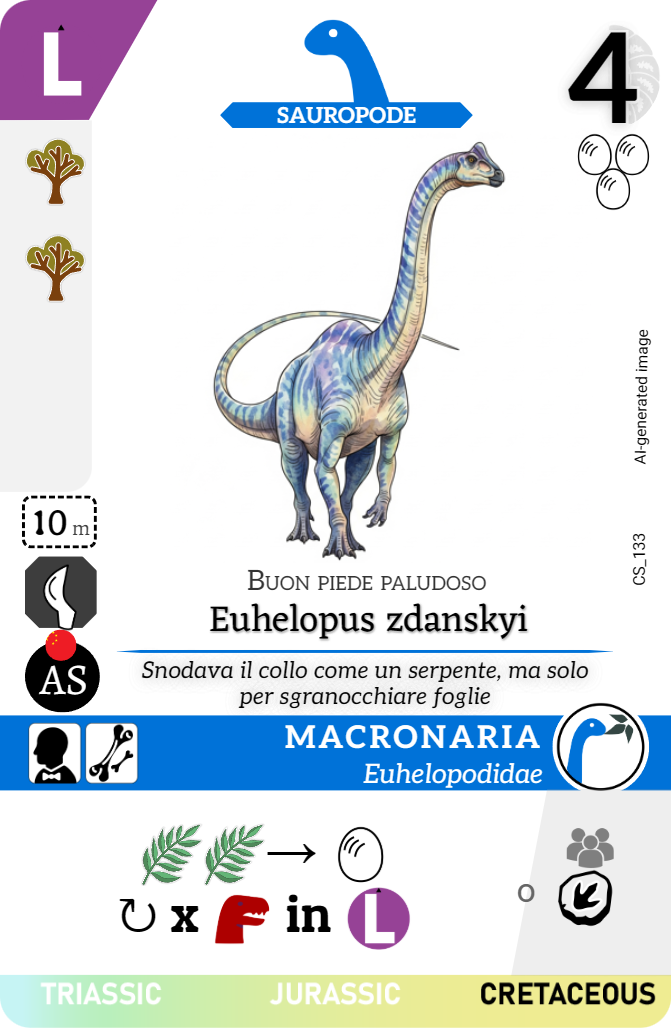 L
SAUROPODE
4
AI-generated image
10 m
CS_133
Buon piede paludoso
Euhelopus zdanskyi
AS
Snodava il collo come un serpente, ma solo
per sgranocchiare foglie
MACRONARIA
Euhelopodidae
x in L
o
TRIASSIC JURASSIC CRETACEOUS